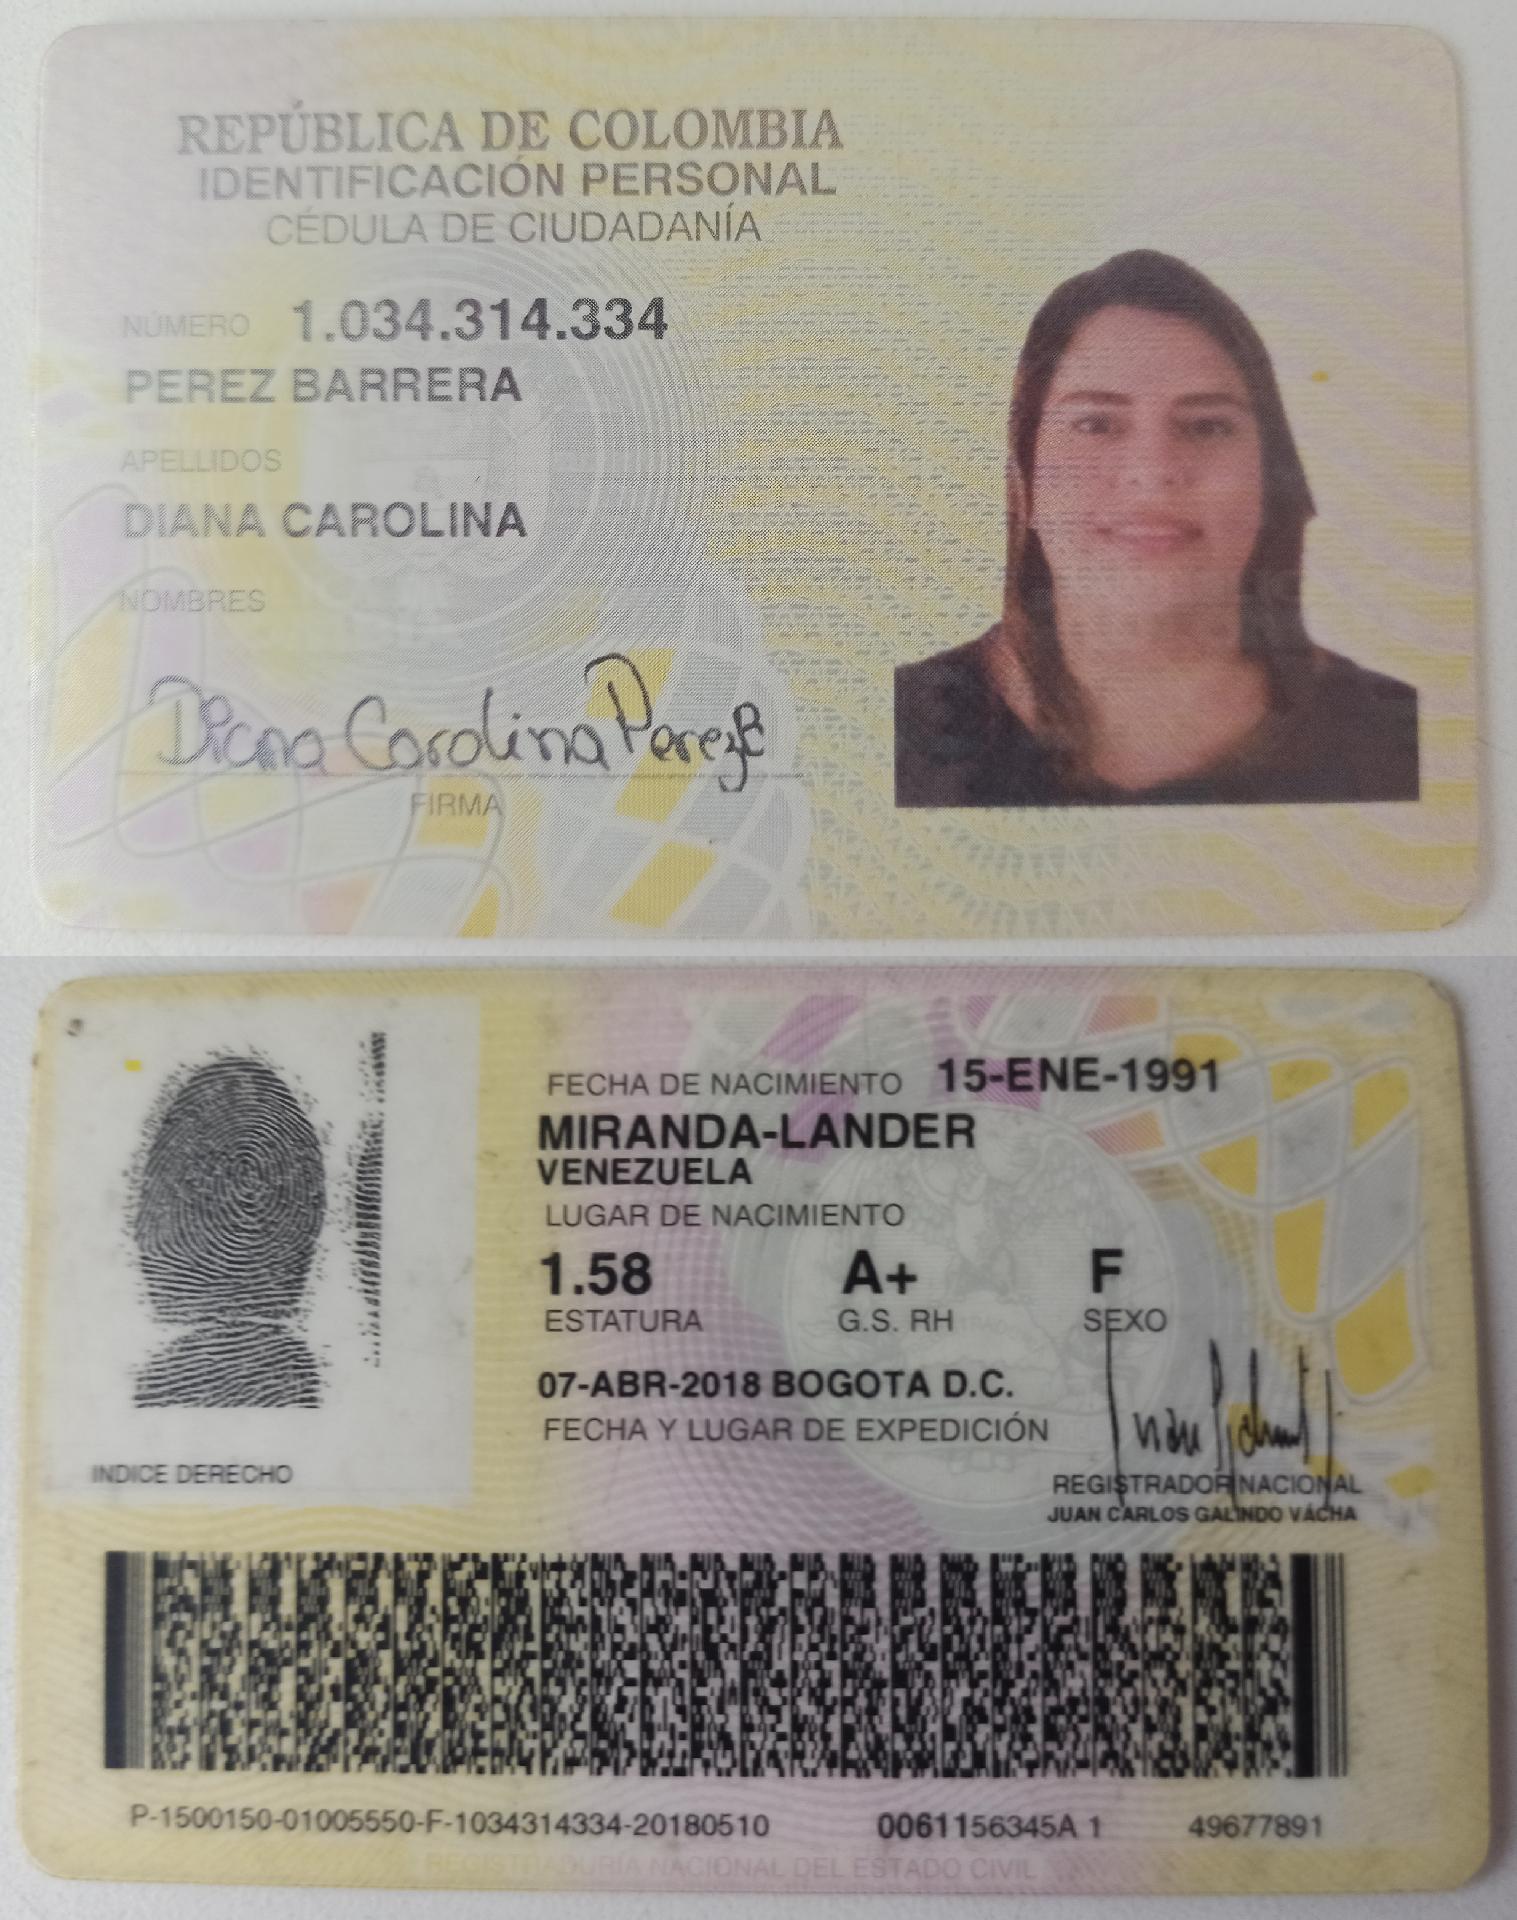 REPÚBLICA DE COLOMBIA
IDENTIFICACIÓN PERSONAL
CÉDULA DE CIUDADANÍA
NÚMERO 1.034.314.334
PEREZ BARRERA
APELLIDOS
DIANA CAROLINA
NOMBRES
Diana Carolina Perez B
FIRMA
FECHA DE NACIMIENTO 15-ENE-1991
MIRANDA-LANDER
VENEZUELA
LUGAR DE NACIMIENTO
1.58 A+ F
ESTATURA G.S. RH SEXO
07-ABR-2018 BOGOTA D.C.
FECHA Y LUGAR DE EXPEDICIÓN
INDICE DERECHO
REGISTRADOR NACIONAL
JUAN CARLOS GALINDO VÁCHA
P-1500150-01005550-F-1034314334-20180510 0061156345A 1 49677891
REGISTRADURIA NACIONAL DEL ESTADO CIVIL